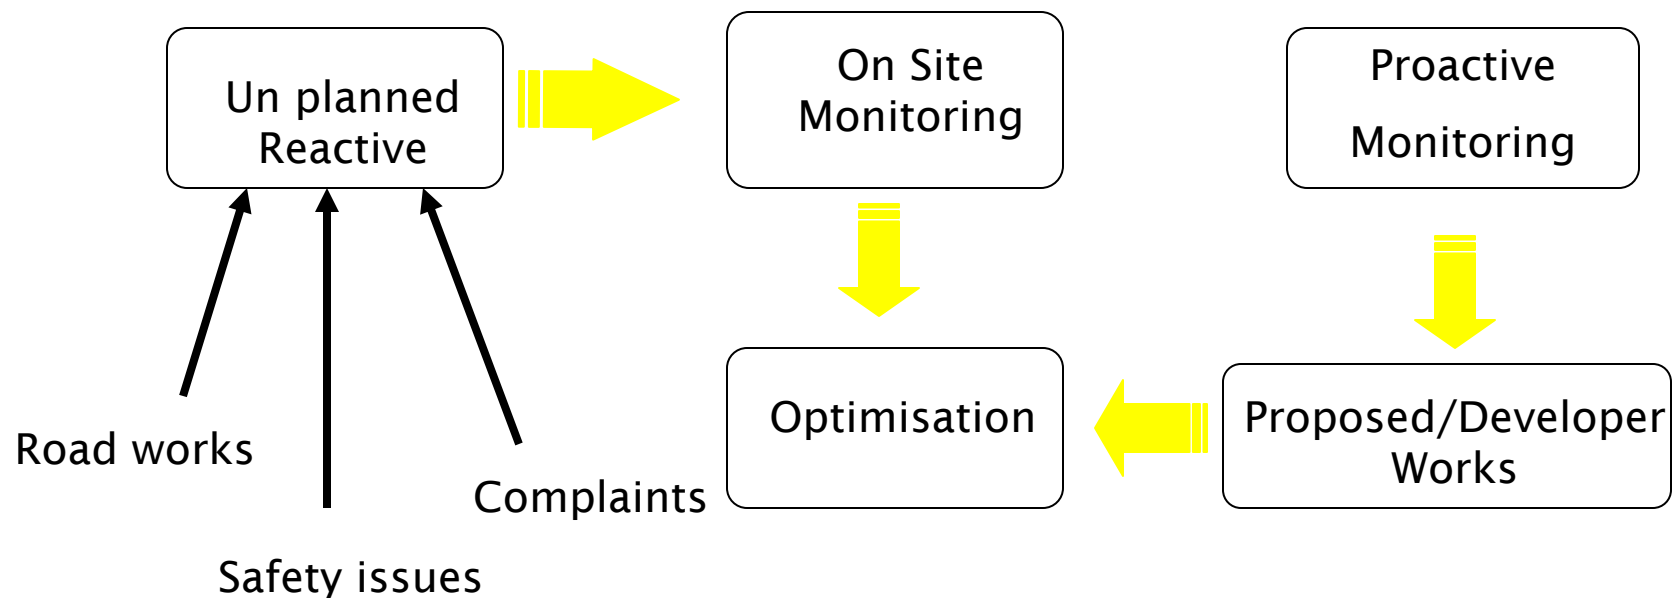 Un planned
Reactive
On Site
Monitoring
Proactive
Monitoring
Optimisation
Proposed/Developer
Works
Road works
Complaints
Safety issues